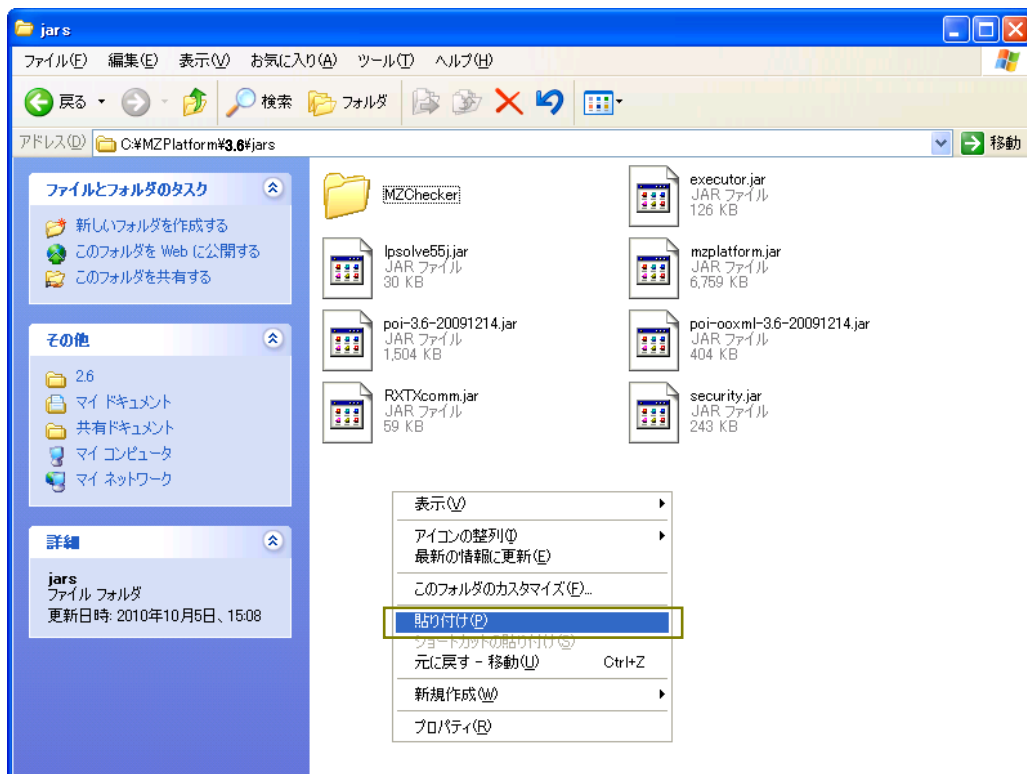 jars
ファイル(F) 編集(E) 表示(V) お気に入り(A) ツール(T) ヘルプ(H)
戻る 検索 フォルダ
アドレス(D) C:¥MZPlatform¥3.6¥jars 移動
ファイルとフォルダのタスク
新しいフォルダを作成する
このフォルダを Web に公開する
このフォルダを共有する
その他
2.6
マイ ドキュメント
共有ドキュメント
マイ コンピュータ
マイ ネットワーク
詳細
jars
ファイル フォルダ
更新日時: 2010年10月5日、15:08
MZChecker
executor.jar
JAR ファイル
126 KB
lpsolve55j.jar
JAR ファイル
30 KB
mzplatform.jar
JAR ファイル
6,759 KB
poi-3.6-20091214.jar
JAR ファイル
1,504 KB
poi-ooxml-3.6-20091214.jar
JAR ファイル
404 KB
RXTXcomm.jar
JAR ファイル
59 KB
security.jar
JAR ファイル
243 KB
表示(V)
アイコンの整列(I)
最新の情報に更新(E)
このフォルダのカスタマイズ(F)...
貼り付け(P)
ショートカットの貼り付け(S)
元に戻す - 移動(U) Ctrl+Z
新規作成(W)
プロパティ(R)